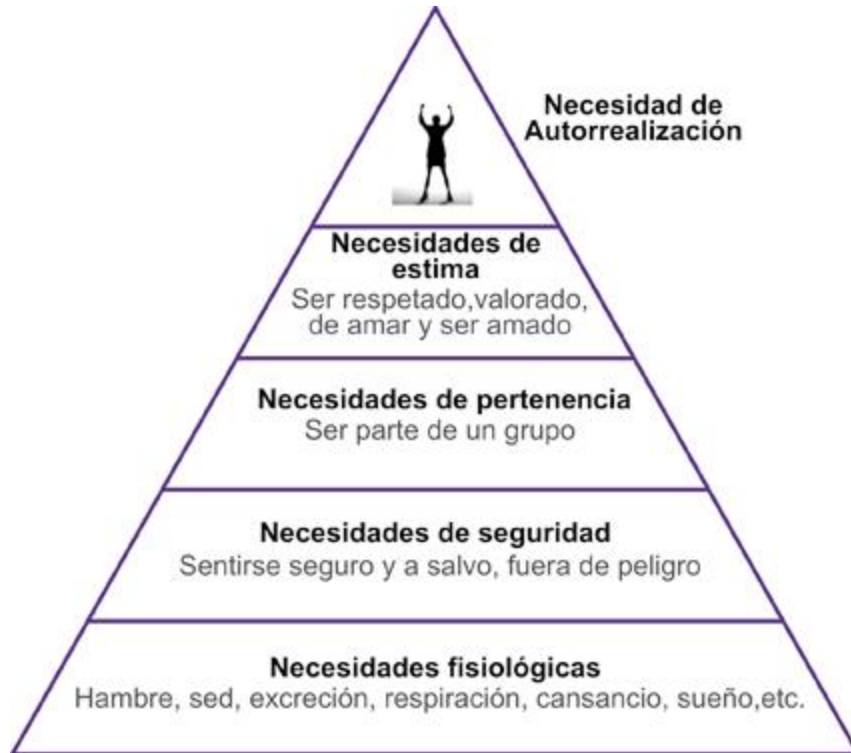 Necesidad de
Autorrealización
Necesidades de
estima
Ser respetado,valorado,
de amar y ser amado
Necesidades de pertenencia
Ser parte de un grupo
Necesidades de seguridad
Sentirse seguro y a salvo, fuera de peligro
Necesidades fisiológicas
Hambre, sed, excreción, respiración, cansancio, sueño,etc.